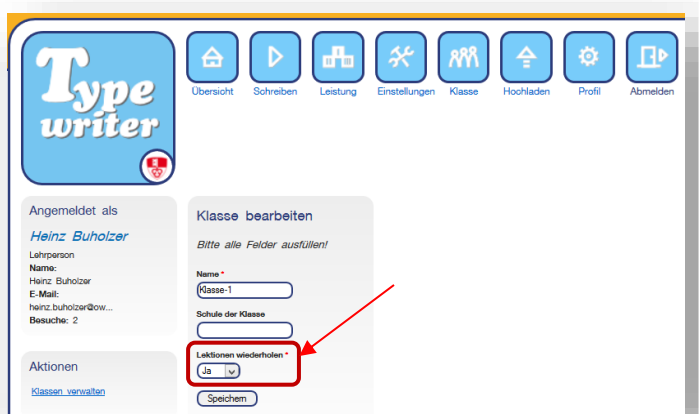 Type
writer
Übersicht Schreiben Leistung Einstellungen Klasse Hochladen Profil Abmelden
Angemeldet als
Heinz Buholzer
Lehrperson
Name:
Heinz Buholzer
E-Mail:
heinz.buholzer@ow...
Besuche: 2
Aktionen
Klassen verwalten
Klasse bearbeiten
Bitte alle Felder ausfüllen!
Name *
Klasse-1
Schule der Klasse
Lektionen wiederholen *
Ja
Speichern